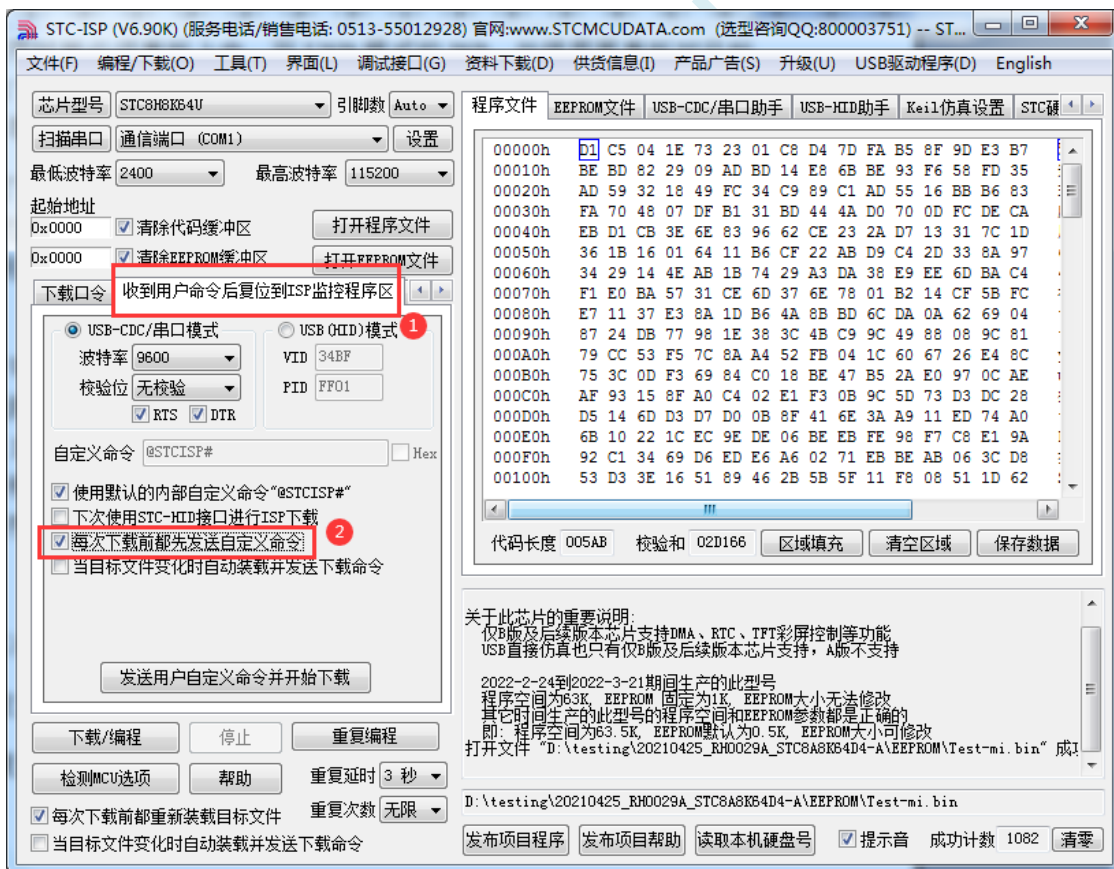 STC-ISP (V6.90K) (服务电话/销售电话: 0513-55012928) 官网:www.STCMCUDATA.com (选型咨询QQ:800003751) -- ST...
文件(F) 编程/下载(O) 工具(T) 界面(L) 调试接口(G) 资料下载(D) 供货信息(I) 产品广告(S) 升级(U) USB驱动程序(D) English
芯片型号 STC8H8K64U 引脚数 Auto
扫描串口 通信端口 (COM1) 设置
最低波特率 2400 最高波特率 115200
起始地址
0x0000 清除代码缓冲区 打开程序文件
0x0000 清除EEPROM缓冲区 打开EEPROM文件
下载口令 收到用户命令后复位到ISP监控程序区
1
USB-CDC/串口模式 USB(HID)模式
波特率 9600 VID 34BF
校验位 无校验 PID FF01
RTS DTR
自定义命令 @STCISP# Hex
使用默认的内部自定义命令"@STCISP#"
下次使用STC-HID接口进行ISP下载
每次下载前都先发送自定义命令
2
当目标文件变化时自动装载并发送下载命令
发送用户自定义命令并开始下载
下载/编程 停止 重复编程
检测MCU选项 帮助 重复延时 3 秒
每次下载前都重新装载目标文件 重复次数 无限
当目标文件变化时自动装载并发送下载命令
程序文件 EEPROM文件 USB-CDC/串口助手 USB-HID助手 Keil仿真设置 STC硬
00000h D1 C5 04 1E 73 23 01 C8 D4 7D FA B5 8F 9D E3 B7
00010h BE BD 82 29 09 AD BD 14 E8 6B BE 93 F6 58 FD 35
00020h AD 59 32 18 49 FC 34 C9 89 C1 AD 55 16 BB B6 83
00030h FA 70 48 07 DF B1 31 BD 44 4A D0 70 0D FC DE CA
00040h EB D1 CB 3E 6E 83 96 62 CE 23 2A D7 13 31 7C 1D
00050h 36 1B 16 01 64 11 B6 CF 22 AB D9 C4 2D 33 8A 97
00060h 34 29 14 4E AB 1B 74 29 A3 DA 38 E9 EE 6D BA C4
00070h F1 E0 BA 57 31 CE 6D 37 6E 78 01 B2 14 CF 5B FC
00080h E7 11 37 E3 8A 1D B6 4A 8B BD 6C DA 0A 62 69 04
00090h 87 24 DB 77 98 1E 38 3C 4B C9 9C 49 88 08 9C 81
000A0h 79 CC 53 F5 7C 8A A4 52 FB 04 1C 60 67 26 E4 8C
000B0h 75 3C 0D F3 69 84 C0 18 BE 47 B5 2A E0 97 0C AE
000C0h AF 93 15 8F A0 C4 02 E1 F3 0B 9C 5D 73 D3 DC 28
000D0h D5 14 6D D3 D7 D0 0B 8F 41 6E 3A A9 11 ED 74 A0
000E0h 6B 10 22 1C EC 9E DE 06 BE EB FE 98 F7 C8 E1 9A
000F0h 92 C1 34 69 D6 ED E6 A6 02 71 EB BE AB 06 3C D8
00100h 53 D3 3E 16 51 89 46 2B 5B 5F 11 F8 08 51 1D 62
代码长度 005AB 校验和 02D166 区域填充 清空区域 保存数据
关于此芯片的重要说明:
仅B版及后续版本芯片支持DMA、RTC、TFT彩屏控制等功能
USB直接仿真也只有仅B版及后续版本芯片支持，A版不支持
2022-2-24到2022-3-21期间生产的此型号
程序空间为63K, EEPROM 固定为1K, EEPROM大小无法修改
其它时间生产的此型号的程序空间和EEPROM参数都是正确的
即: 程序空间为63.5K, EEPROM默认为0.5K, EEPROM大小可修改
打开文件 "D:\testing\20210425_RH0029A_STC8A8K64D4-A\EEPROM\Test-mi.bin" 成功
D:\testing\20210425_RH0029A_STC8A8K64D4-A\EEPROM\Test-mi.bin
发布项目程序 发布项目帮助 读取本机硬盘号 提示音 成功计数 1082 清零